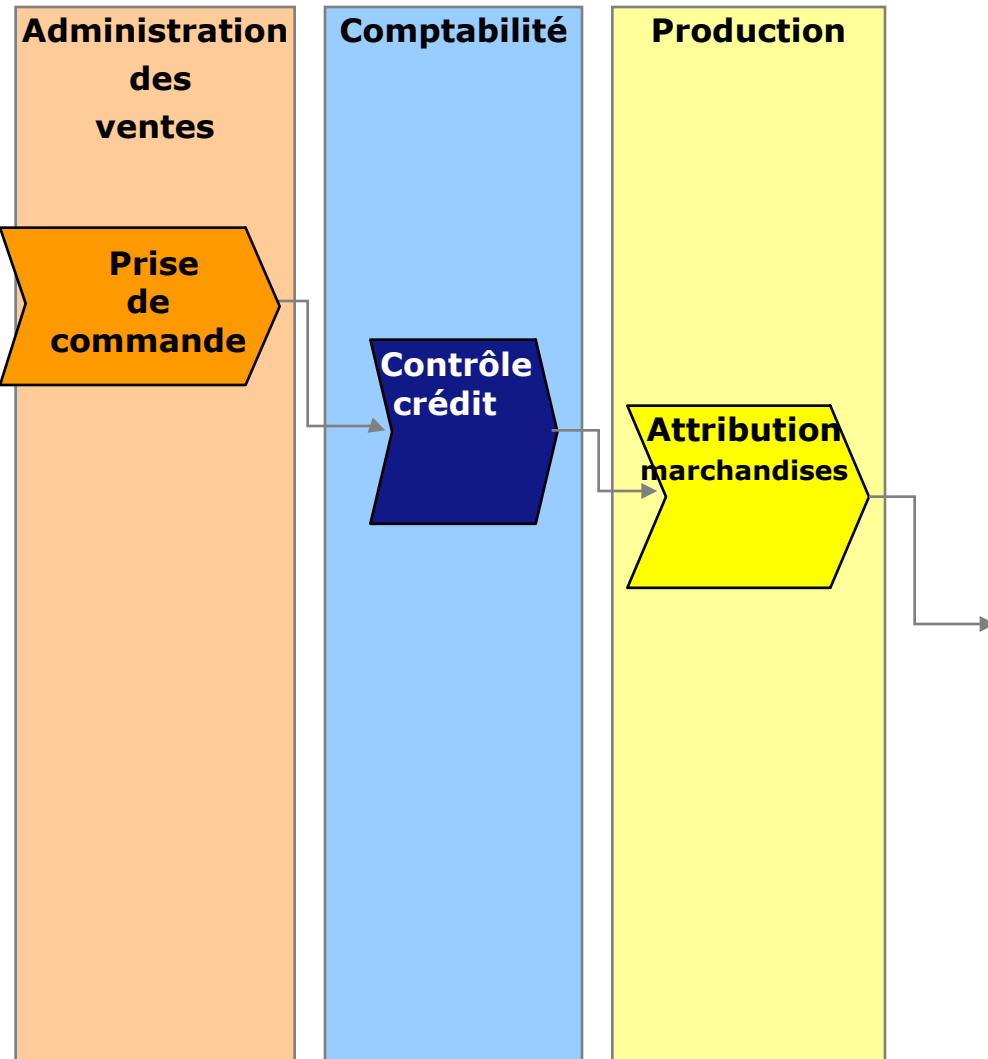 Administration
des
ventes
Comptabilité
Production
Prise
de
commande
Contrôle
crédit
Attribution
marchandises